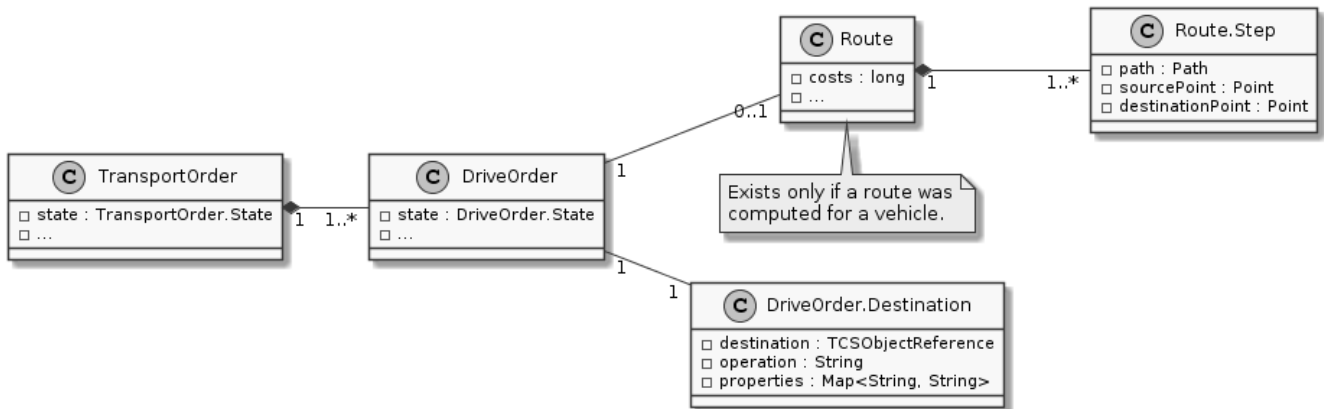 C Route
costs : long
...
C Route.Step
path : Path
sourcePoint : Point
destinationPoint : Point
1
1..*
0..1
1
Exists only if a route was
computed for a vehicle.
C TransportOrder
state : TransportOrder.State
...
1
1..*
C DriveOrder
state : DriveOrder.State
...
1
1
C DriveOrder.Destination
destination : TCSObjectReference
operation : String
properties : Map<String, String>